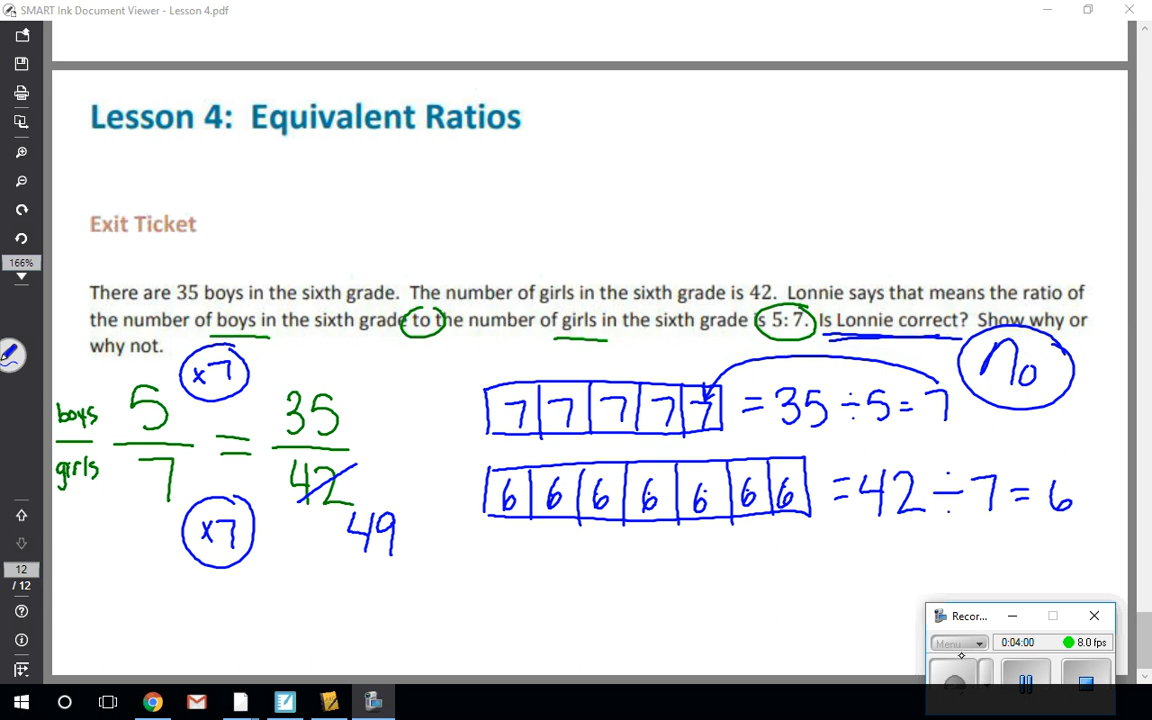 SMART Ink Document Viewer - Lesson 4.pdf
Lesson 4: Equivalent Ratios
Exit Ticket
There are 35 boys in the sixth grade. The number of girls in the sixth grade is 42. Lonnie says that means the ratio of
the number of boys in the sixth grade to the number of girls in the sixth grade is 5:7. Is Lonnie correct? Show why or
why not.
no
x7
boys 5 = 35
girls 7 42
49
x7
7 7 7 7 7 = 35 ÷ 5 = 7
6 6 6 6 6 6 6 = 42 ÷ 7 = 6
166%
12
/ 12
Recor...
Menu 0:04:00 8.0 fps